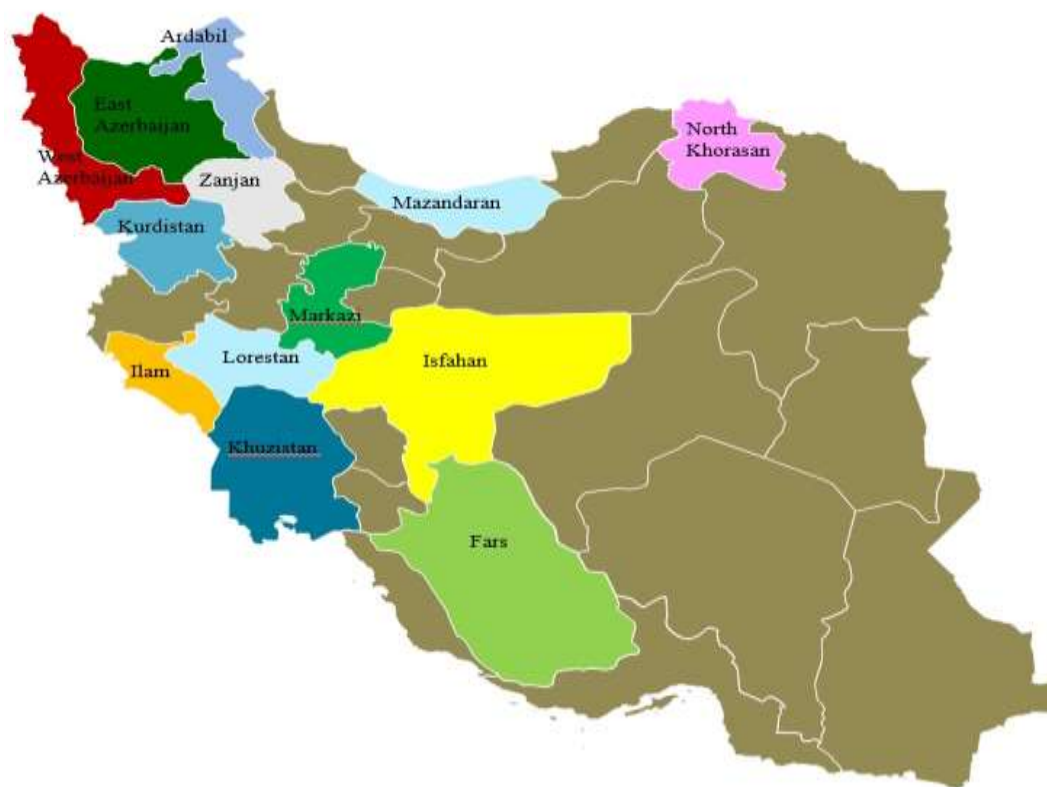 Ardabil
East
Azerbaijan
West
Azerbaijan
Zanjan
Kurdistan
Mazandaran
North
Khorasan
Markazi
Lorestan
Ilam
Isfahan
Khuzistan
Fars